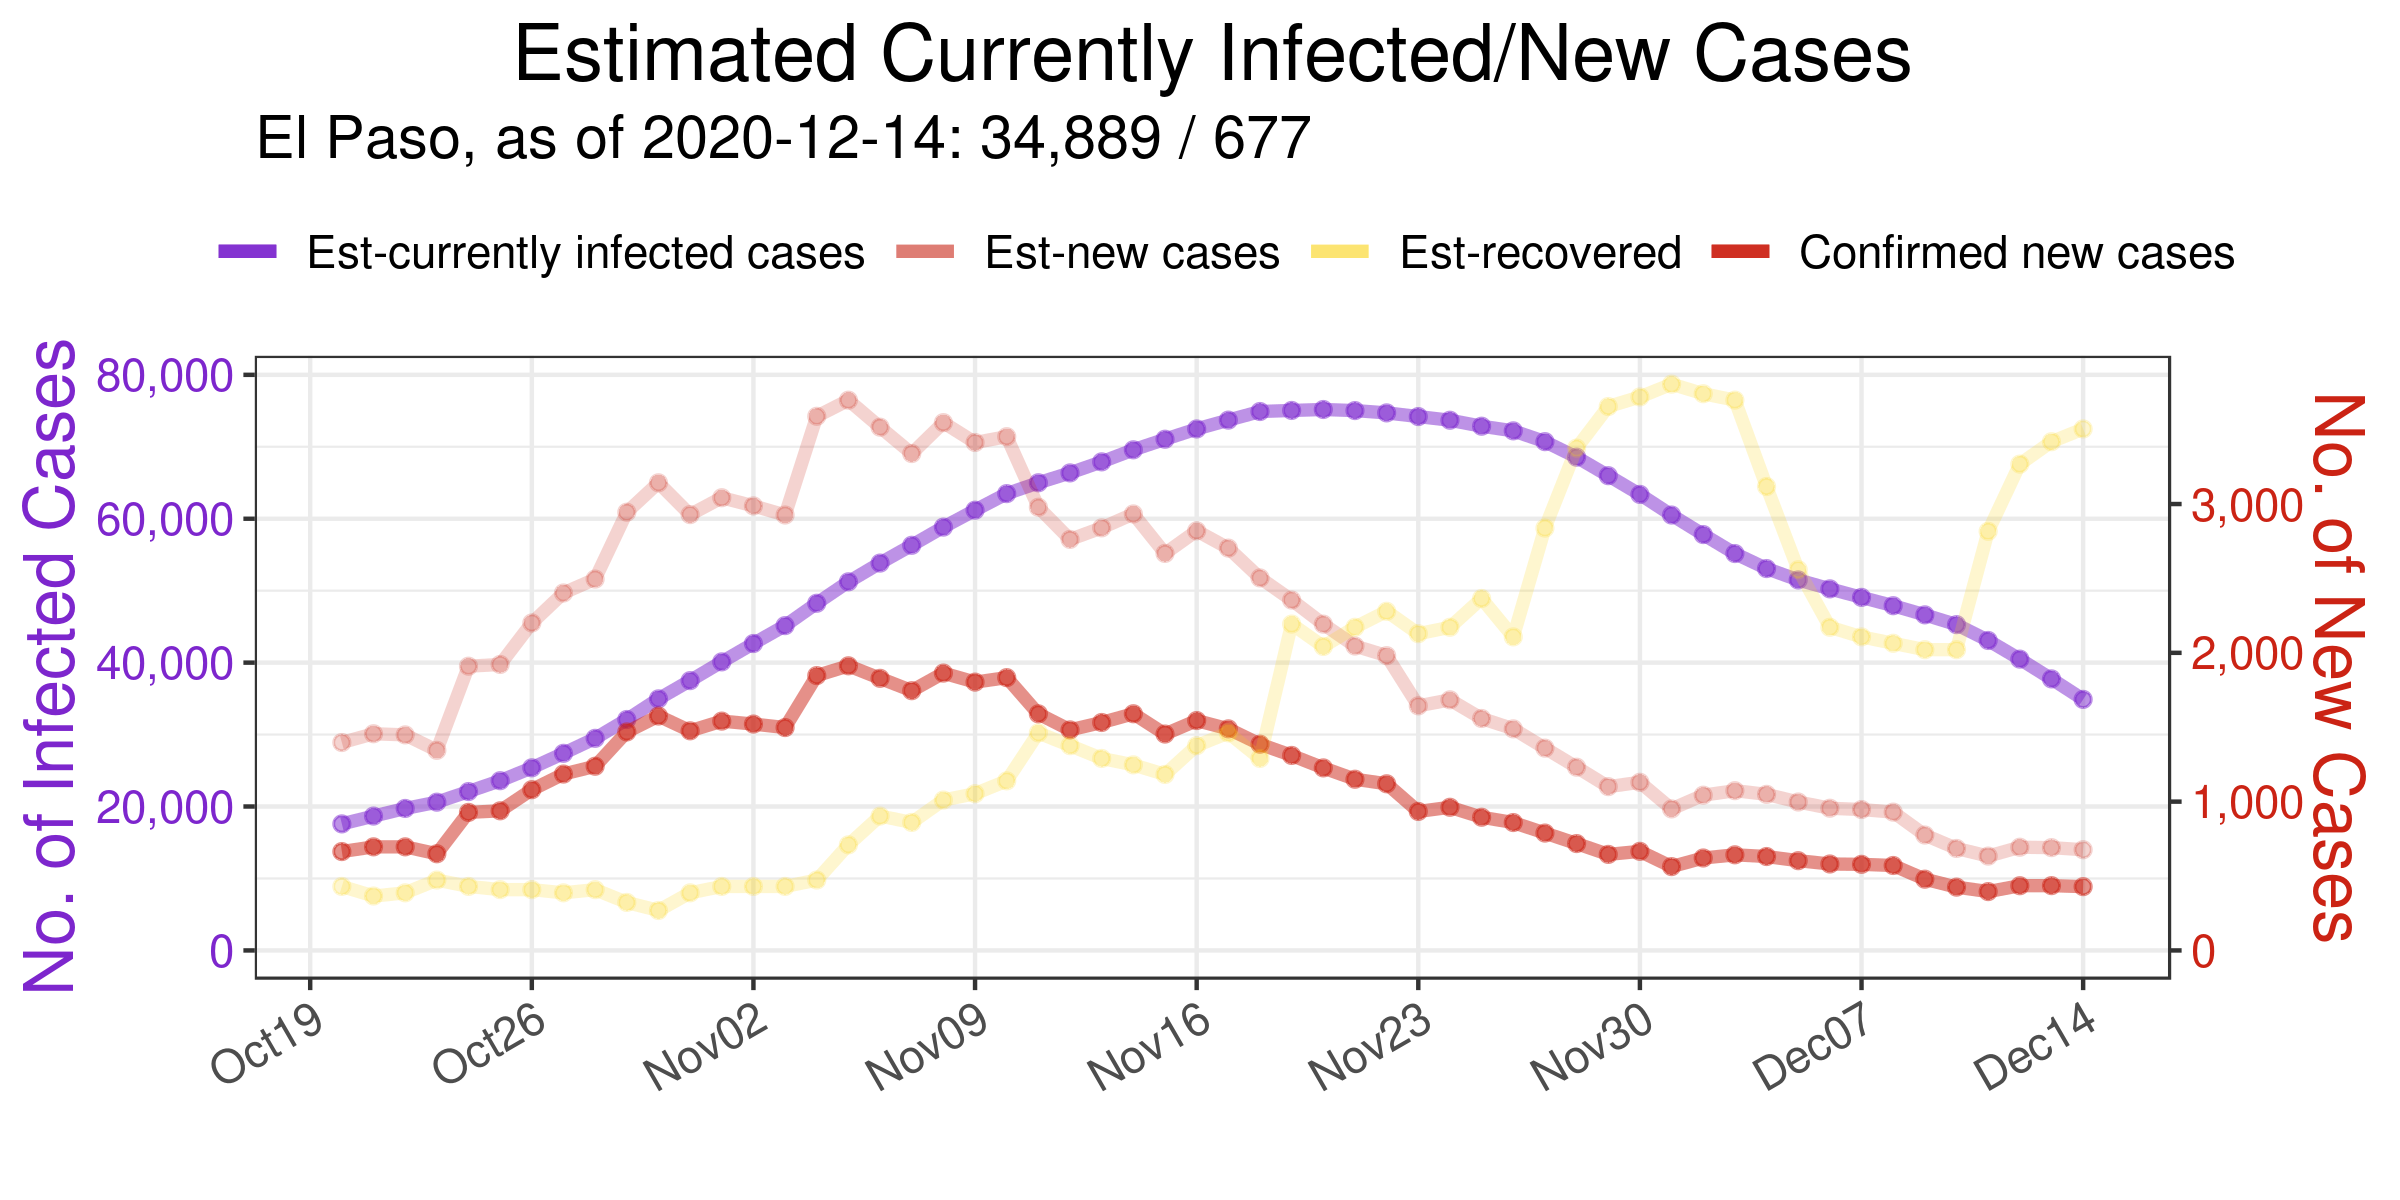 Estimated Currently Infected/New Cases
El Paso, as of 2020-12-14: 34,889 / 677
Est-currently infected cases Est-new cases Est-recovered Confirmed new cases
No. of Infected Cases
80,000
60,000
40,000
20,000
0
3,000
2,000
1,000
0
No. of New Cases
Oct19 Oct26 Nov02 Nov09 Nov16 Nov23 Nov30 Dec07 Dec14